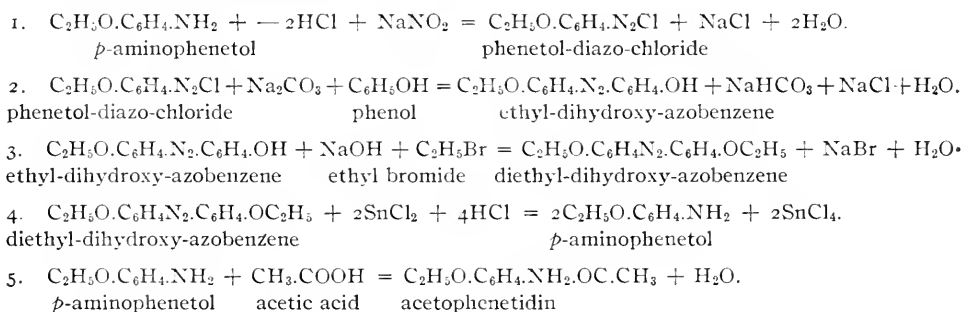 1. C₂H₅O.C₆H₄.NH₂ + — 2HCl + NaNO₂ = C₂H₅O.C₆H₄.N₂Cl + NaCl + 2H₂O.
p-aminophenetol phenetol-diazo-chloride
2. C₂H₅O.C₆H₄.N₂Cl+Na₂CO₃+C₆H₅OH=C₂H₅O.C₆H₄.N₂.C₆H₄.OH+NaHCO₃+NaCl+H₂O.
phenetol-diazo-chloride phenol ethyl-dihydroxy-azobenzene
3. C₂H₅O.C₆H₄.N₂.C₆H₄.OH + NaOH + C₂H₅Br = C₂H₅O.C₆H₄N₂.C₆H₄.OC₂H₅ + NaBr + H₂O.
ethyl-dihydroxy-azobenzene ethyl bromide diethyl-dihydroxy-azobenzene
4. C₂H₅O.C₆H₄N₂.C₆H₄.OC₂H₅ + 2SnCl₂ + 4HCl = 2C₂H₅O.C₆H₄.NH₂ + 2SnCl₄.
diethyl-dihydroxy-azobenzene p-aminophenetol
5. C₂H₅O.C₆H₄.NH₂ + CH₃.COOH = C₂H₅O.C₆H₄.NH₂.OC.CH₃ + H₂O.
p-aminophenetol acetic acid acetophenetidin